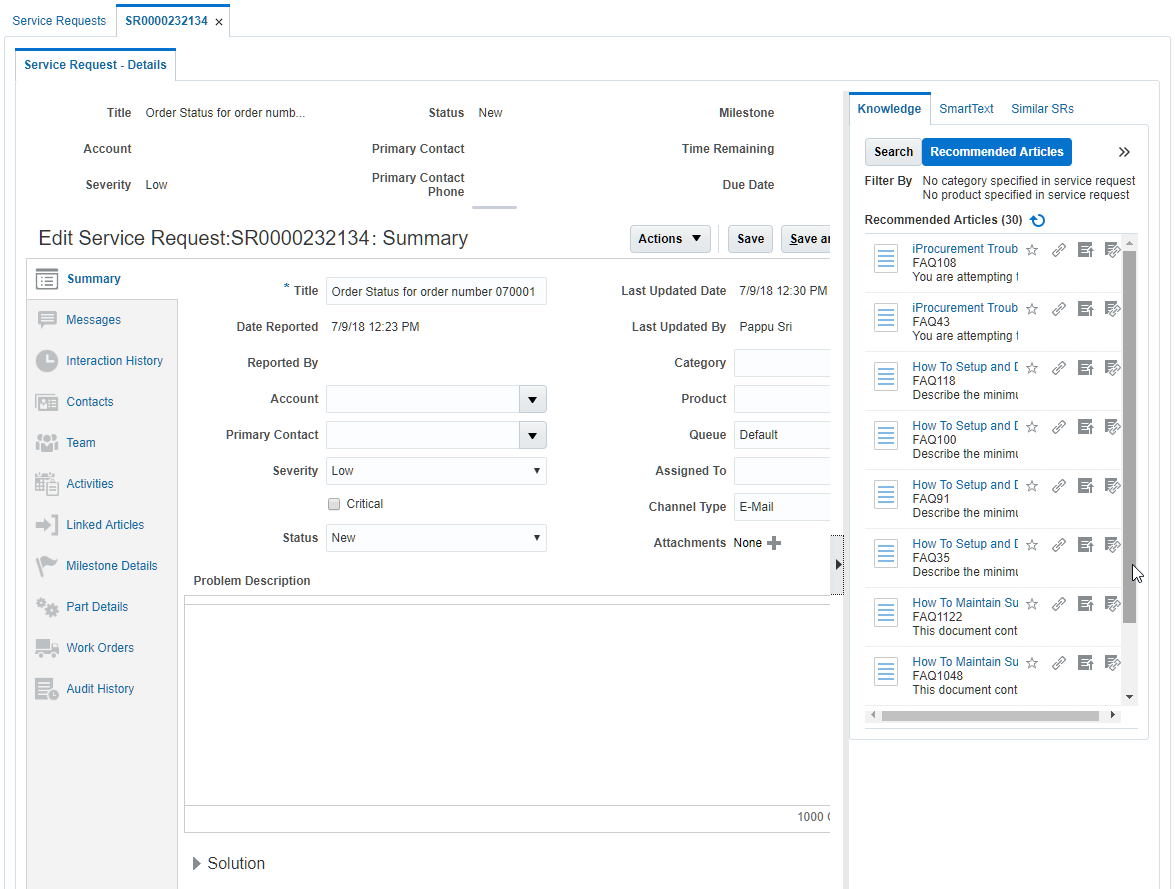 Service Requests
SR0000232134 ×
Service Request - Details
Title Order Status for order numb... Status New Milestone
Account Primary Contact Time Remaining
Severity Low Primary Contact Phone Due Date
Edit Service Request:SR0000232134: Summary
Actions Save Save an
Summary
Messages
Interaction History
Contacts
Team
Activities
Linked Articles
Milestone Details
Part Details
Work Orders
Audit History
* Title Order Status for order number 070001
Date Reported 7/9/18 12:23 PM
Reported By
Account
Primary Contact
Severity Low
Critical
Status New
Last Updated Date 7/9/18 12:30 PM
Last Updated By Pappu Sri
Category
Product
Queue Default
Assigned To
Channel Type E-Mail
Attachments None
Problem Description
1000
Solution
Knowledge SmartText Similar SRs
Search Recommended Articles
Filter By No category specified in service request
No product specified in service request
Recommended Articles (30)
iProcurement Troub
FAQ108
You are attempting t
iProcurement Troub
FAQ43
You are attempting t
How To Setup and D
FAQ118
Describe the minimu
How To Setup and D
FAQ100
Describe the minimu
How To Setup and D
FAQ91
Describe the minimu
How To Setup and D
FAQ35
Describe the minimu
How To Maintain Su
FAQ1122
This document cont
How To Maintain Su
FAQ1048
This document cont